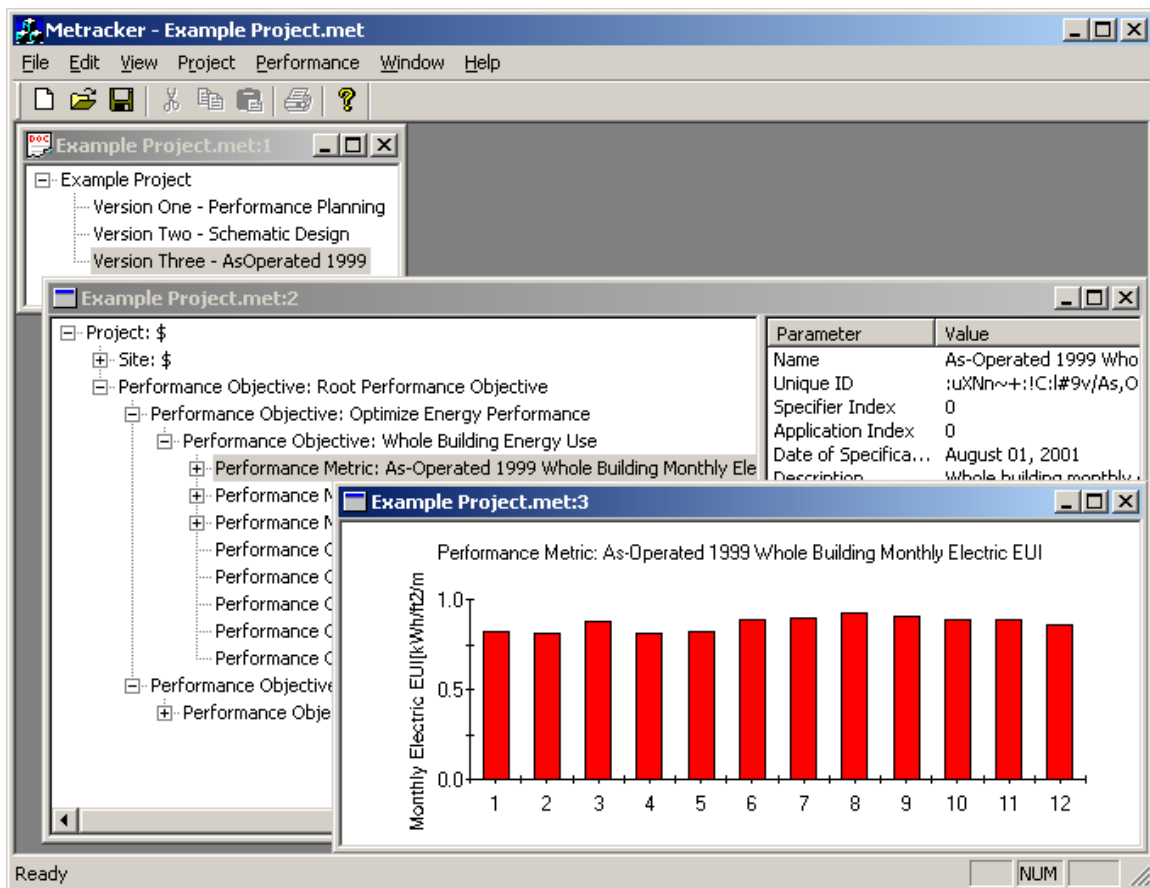 Metracker - Example Project.met
File Edit View Project Performance Window Help
DOC Example Project.met:1
Example Project
Version One - Performance Planning
Version Two - Schematic Design
Version Three - AsOperated 1999
Example Project.met:2
Project: $
Site: $
Performance Objective: Root Performance Objective
Performance Objective: Optimize Energy Performance
Performance Objective: Whole Building Energy Use
Performance Metric: As-Operated 1999 Whole Building Monthly Ele
Performance M
Performance M
Performance C
Performance C
Performance C
Performance C
Performance C
Performance Objective
Performance Obje
Parameter Value
Name As-Operated 1999 Who
Unique ID :uXNn~+:!C:l#9v/As,O
Specifier Index 0
Application Index 0
Date of Specifica... August 01, 2001
Description Whole building monthly
Example Project.met:3
Performance Metric: As-Operated 1999 Whole Building Monthly Electric EUI
Monthly Electric EUI[kWh/ft2/m
1.0
0.5
0.0
1 2 3 4 5 6 7 8 9 10 11 12
Ready NUM